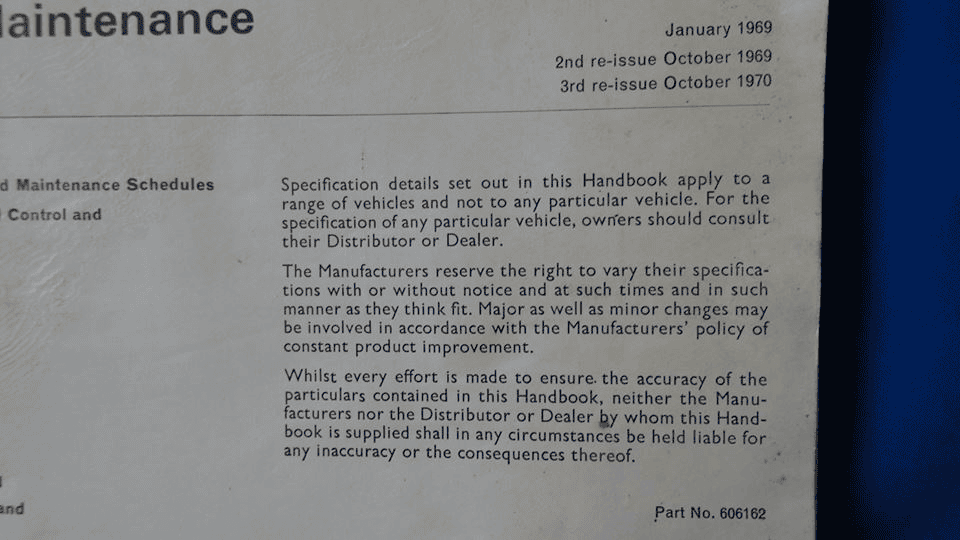 aintenance
January 1969
2nd re-issue October 1969
3rd re-issue October 1970
d Maintenance Schedules
Control and
Specification details set out in this Handbook apply to a
range of vehicles and not to any particular vehicle. For the
specification of any particular vehicle, owners should consult
their Distributor or Dealer.
The Manufacturers reserve the right to vary their specifica-
tions with or without notice and at such times and in such
manner as they think fit. Major as well as minor changes may
be involved in accordance with the Manufacturers' policy of
constant product improvement.
Whilst every effort is made to ensure the accuracy of the
particulars contained in this Handbook, neither the Manu-
facturers nor the Distributor or Dealer by whom this Hand-
book is supplied shall in any circumstances be held liable for
any inaccuracy or the consequences thereof.
and
Part No. 606162